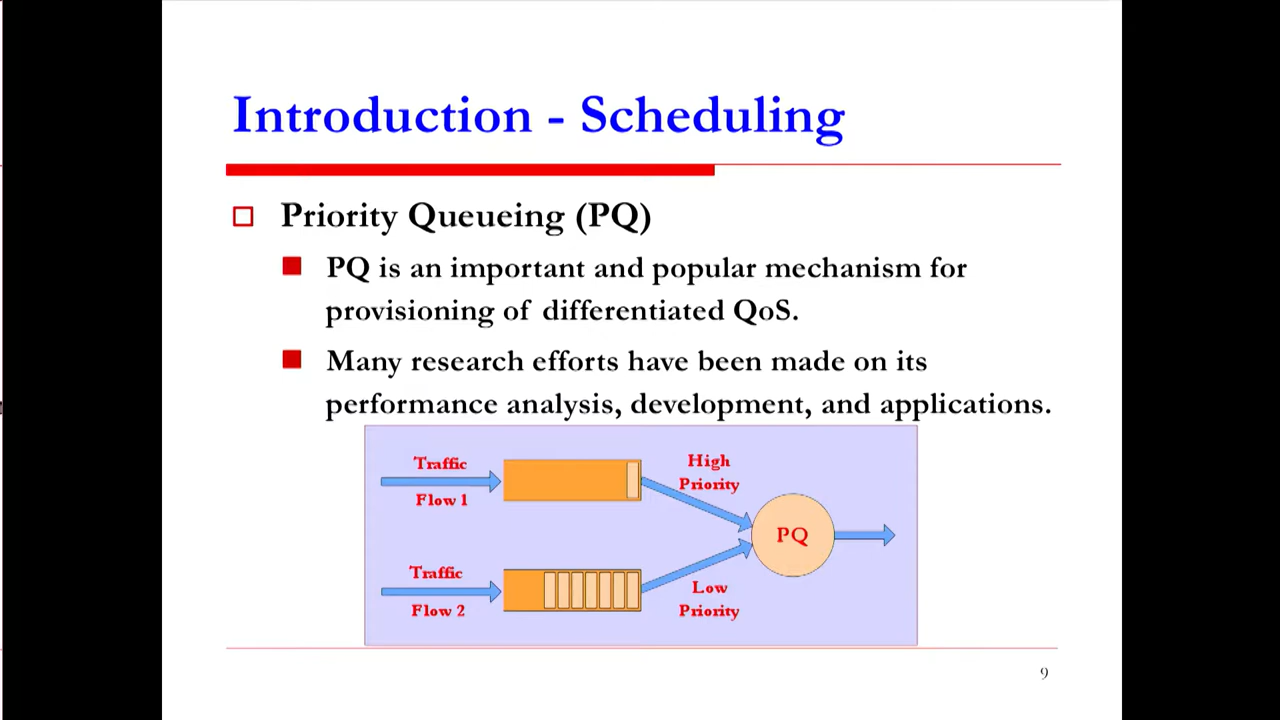 Introduction - Scheduling
Priority Queueing (PQ)
PQ is an important and popular mechanism for
provisioning of differentiated QoS.
Many research efforts have been made on its
performance analysis, development, and applications.
Traffic
Flow 1
High
Priority
PQ
Traffic
Flow 2
Low
Priority
9